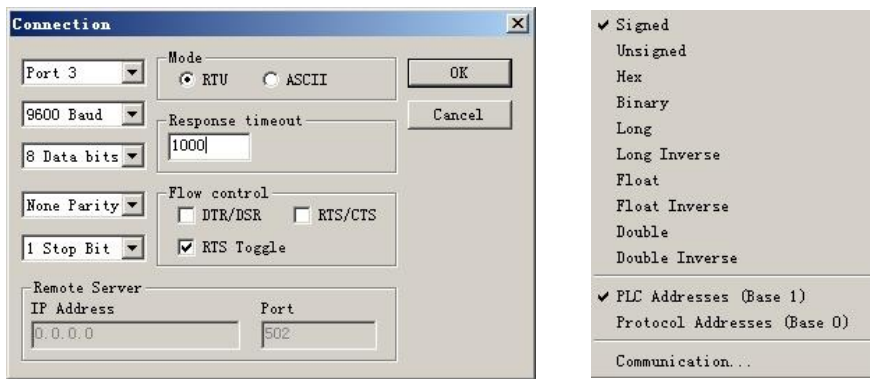 Connection
Port 3
9600 Baud
8 Data bits
None Parity
1 Stop Bit
Mode
RTU ASCII
Response timeout
1000
Flow control
DTR/DSR RTS/CTS
RTS Toggle
OK
Cancel
Remote Server
IP Address Port
0.0.0.0 502
Signed
Unsigned
Hex
Binary
Long
Long Inverse
Float
Float Inverse
Double
Double Inverse
PLC Addresses (Base 1)
Protocol Addresses (Base 0)
Communication...